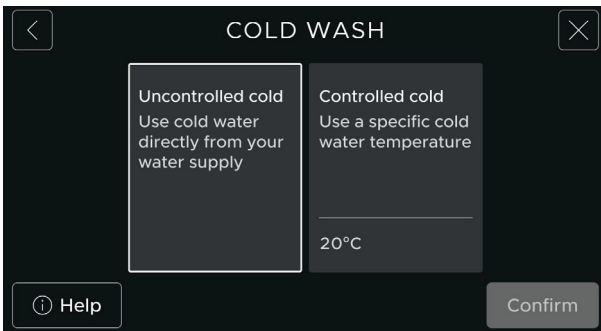 COLD WASH
Uncontrolled cold
Use cold water
directly from your
water supply
Controlled cold
Use a specific cold
water temperature
20°C
Help
Confirm